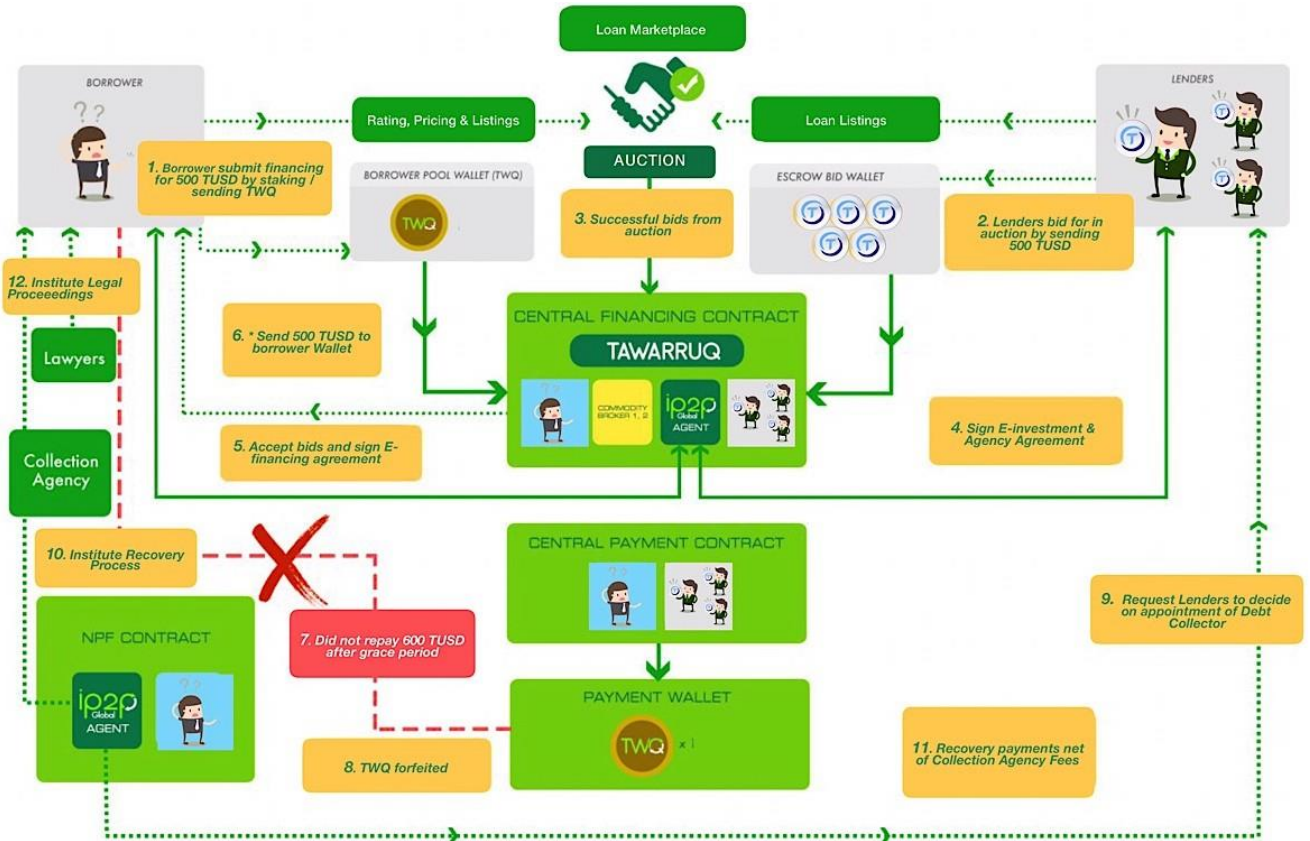 Loan Marketplace
BORROWER
LENDERS
? ?
Rating, Pricing & Listings
Loan Listings
AUCTION
1. Borrower submit financing
for 500 TUSD by staking /
sending TWQ
BORROWER POOL WALLET (TWQ)
TWQ
3. Successful bids from
auction
ESCROW BID WALLET
T T T T T
2. Lenders bid for in
auction by sending
500 TUSD
12. Institute Legal
Proceeedings
Lawyers
6. * Send 500 TUSD to
borrower Wallet
CENTRAL FINANCING CONTRACT
TAWARRUQ
COMMODITY
BROKER 1, 2
ip2p
Global
AGENT
5. Accept bids and sign E-
financing agreement
4. Sign E-investment &
Agency Agreement
Collection
Agency
10. Institute Recovery
Process
CENTRAL PAYMENT CONTRACT
9. Request Lenders to decide
on appointment of Debt
Collector
NPF CONTRACT
ip2p
Global
AGENT
7. Did not repay 600 TUSD
after grace period
PAYMENT WALLET
TWQ x 1
8. TWQ forfeited
11. Recovery payments net
of Collection Agency Fees